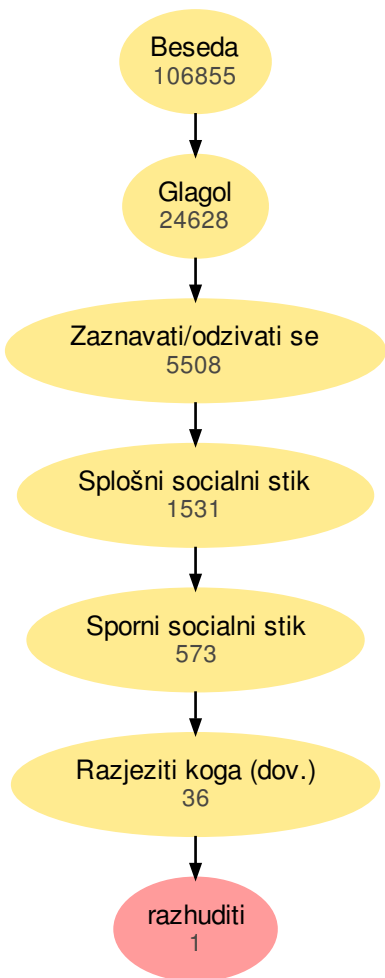 Beseda
106855
Glagol
24628
Zaznavati/odzivati se
5508
Splošni socialni stik
1531
Sporni socialni stik
573
Razjeziti koga (dov.)
36
razhuditi
1